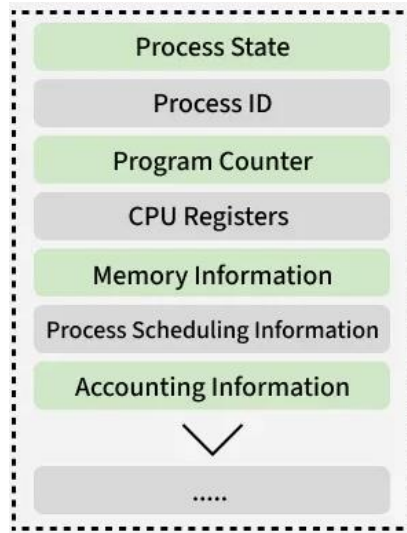 Process State
Process ID
Program Counter
CPU Registers
Memory Information
Process Scheduling Information
Accounting Information
.....